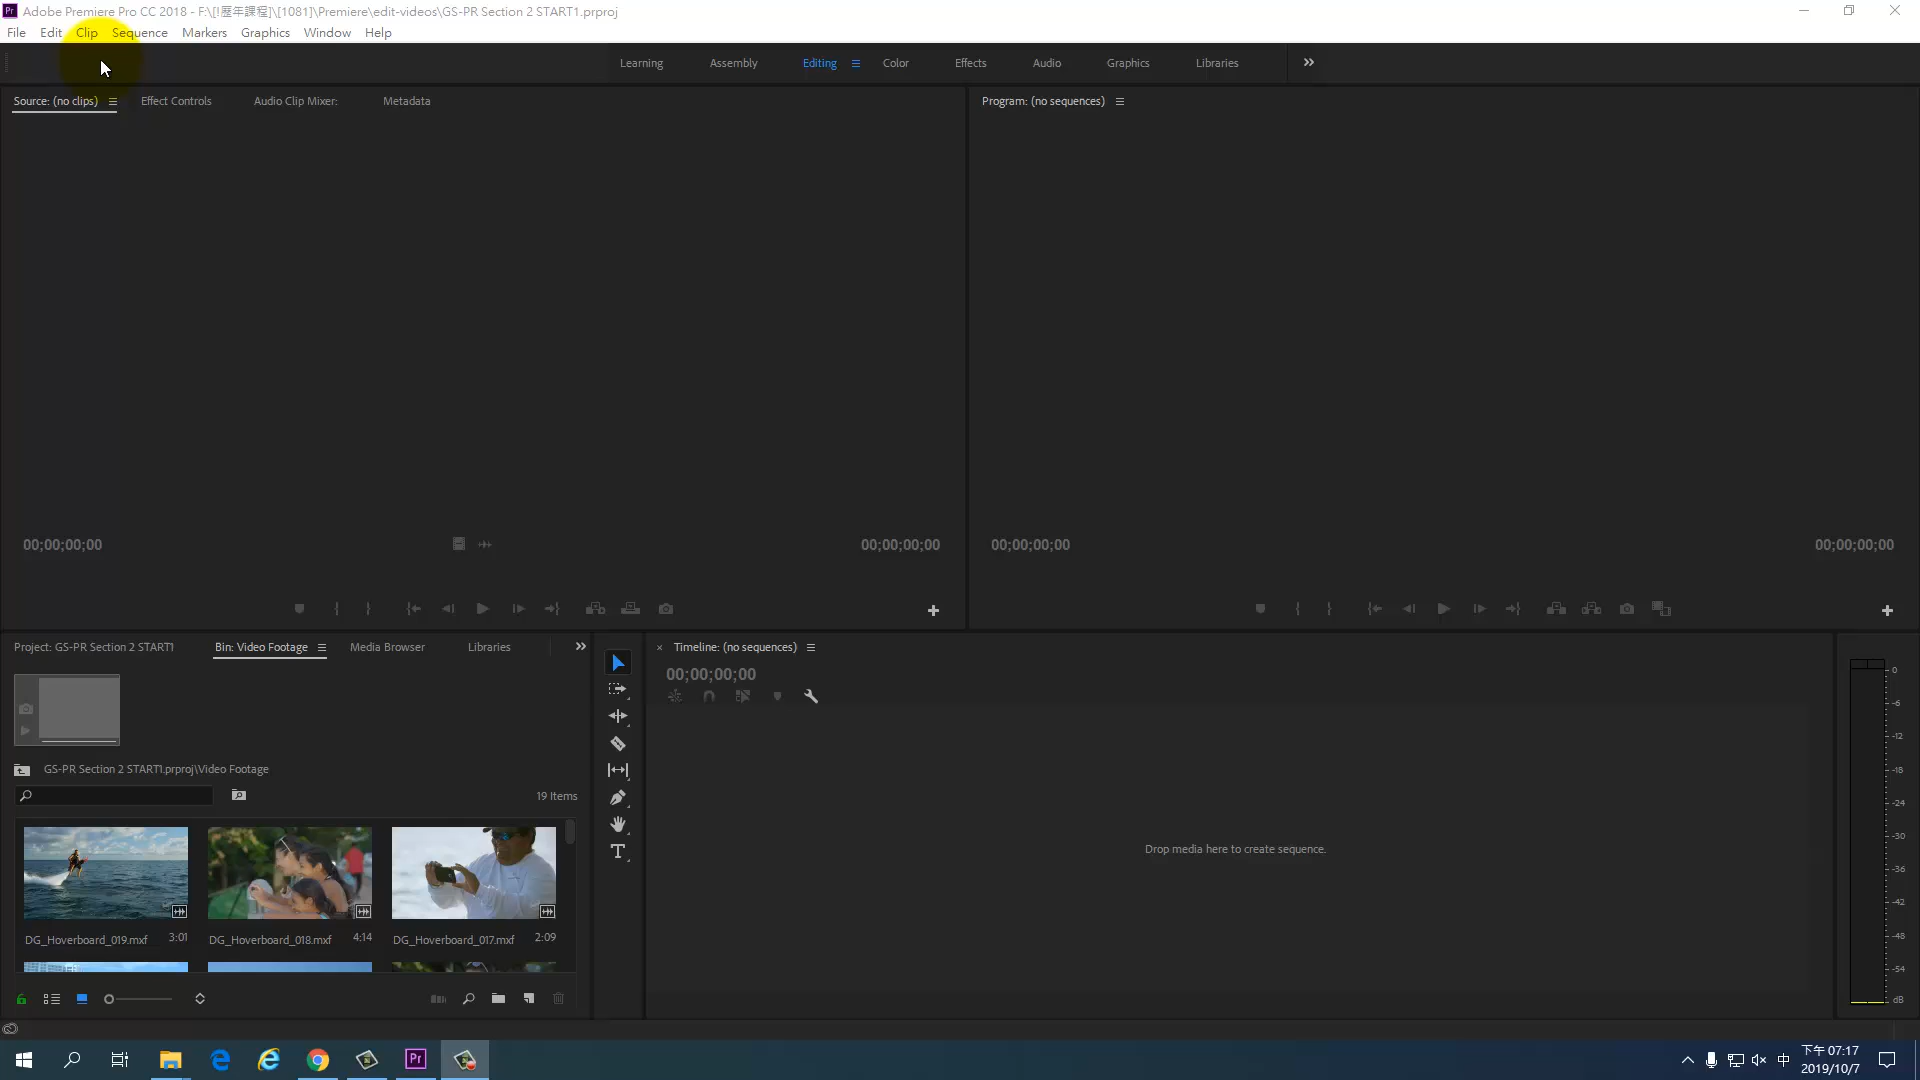 Pr Adobe Premiere Pro CC 2018 - F:\[!歷年課程]\[1081]\Premiere\edit-videos\GS-PR Section 2 START1.prproj
File Edit Clip Sequence Markers Graphics Window Help
Learning Assembly Editing Color Effects Audio Graphics Libraries
Source: (no clips) Effect Controls Audio Clip Mixer: Metadata
Program: (no sequences)
00;00;00;00 00;00;00;00
00;00;00;00 00;00;00;00
Project: GS-PR Section 2 START1 Bin: Video Footage Media Browser Libraries
GS-PR Section 2 START1.prproj\Video Footage
19 Items
DG_Hoverboard_019.mxf 3:01
DG_Hoverboard_018.mxf 4:14
DG_Hoverboard_017.mxf 2:09
Timeline: (no sequences)
00;00;00;00
Drop media here to create sequence.
0
-6
-12
-18
-24
-30
-36
-42
-48
-54
dB
Pr
中
下午 07:17
2019/10/7